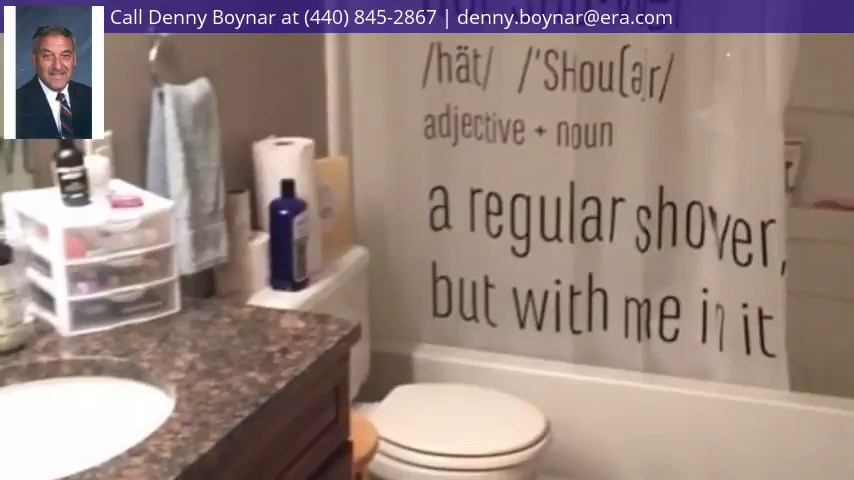 Call Denny Boynar at (440) 845-2867 | denny.boynar@era.com
/hät/ /'SHou(ə)r/
adjective + noun
a regular shower,
but with me in it